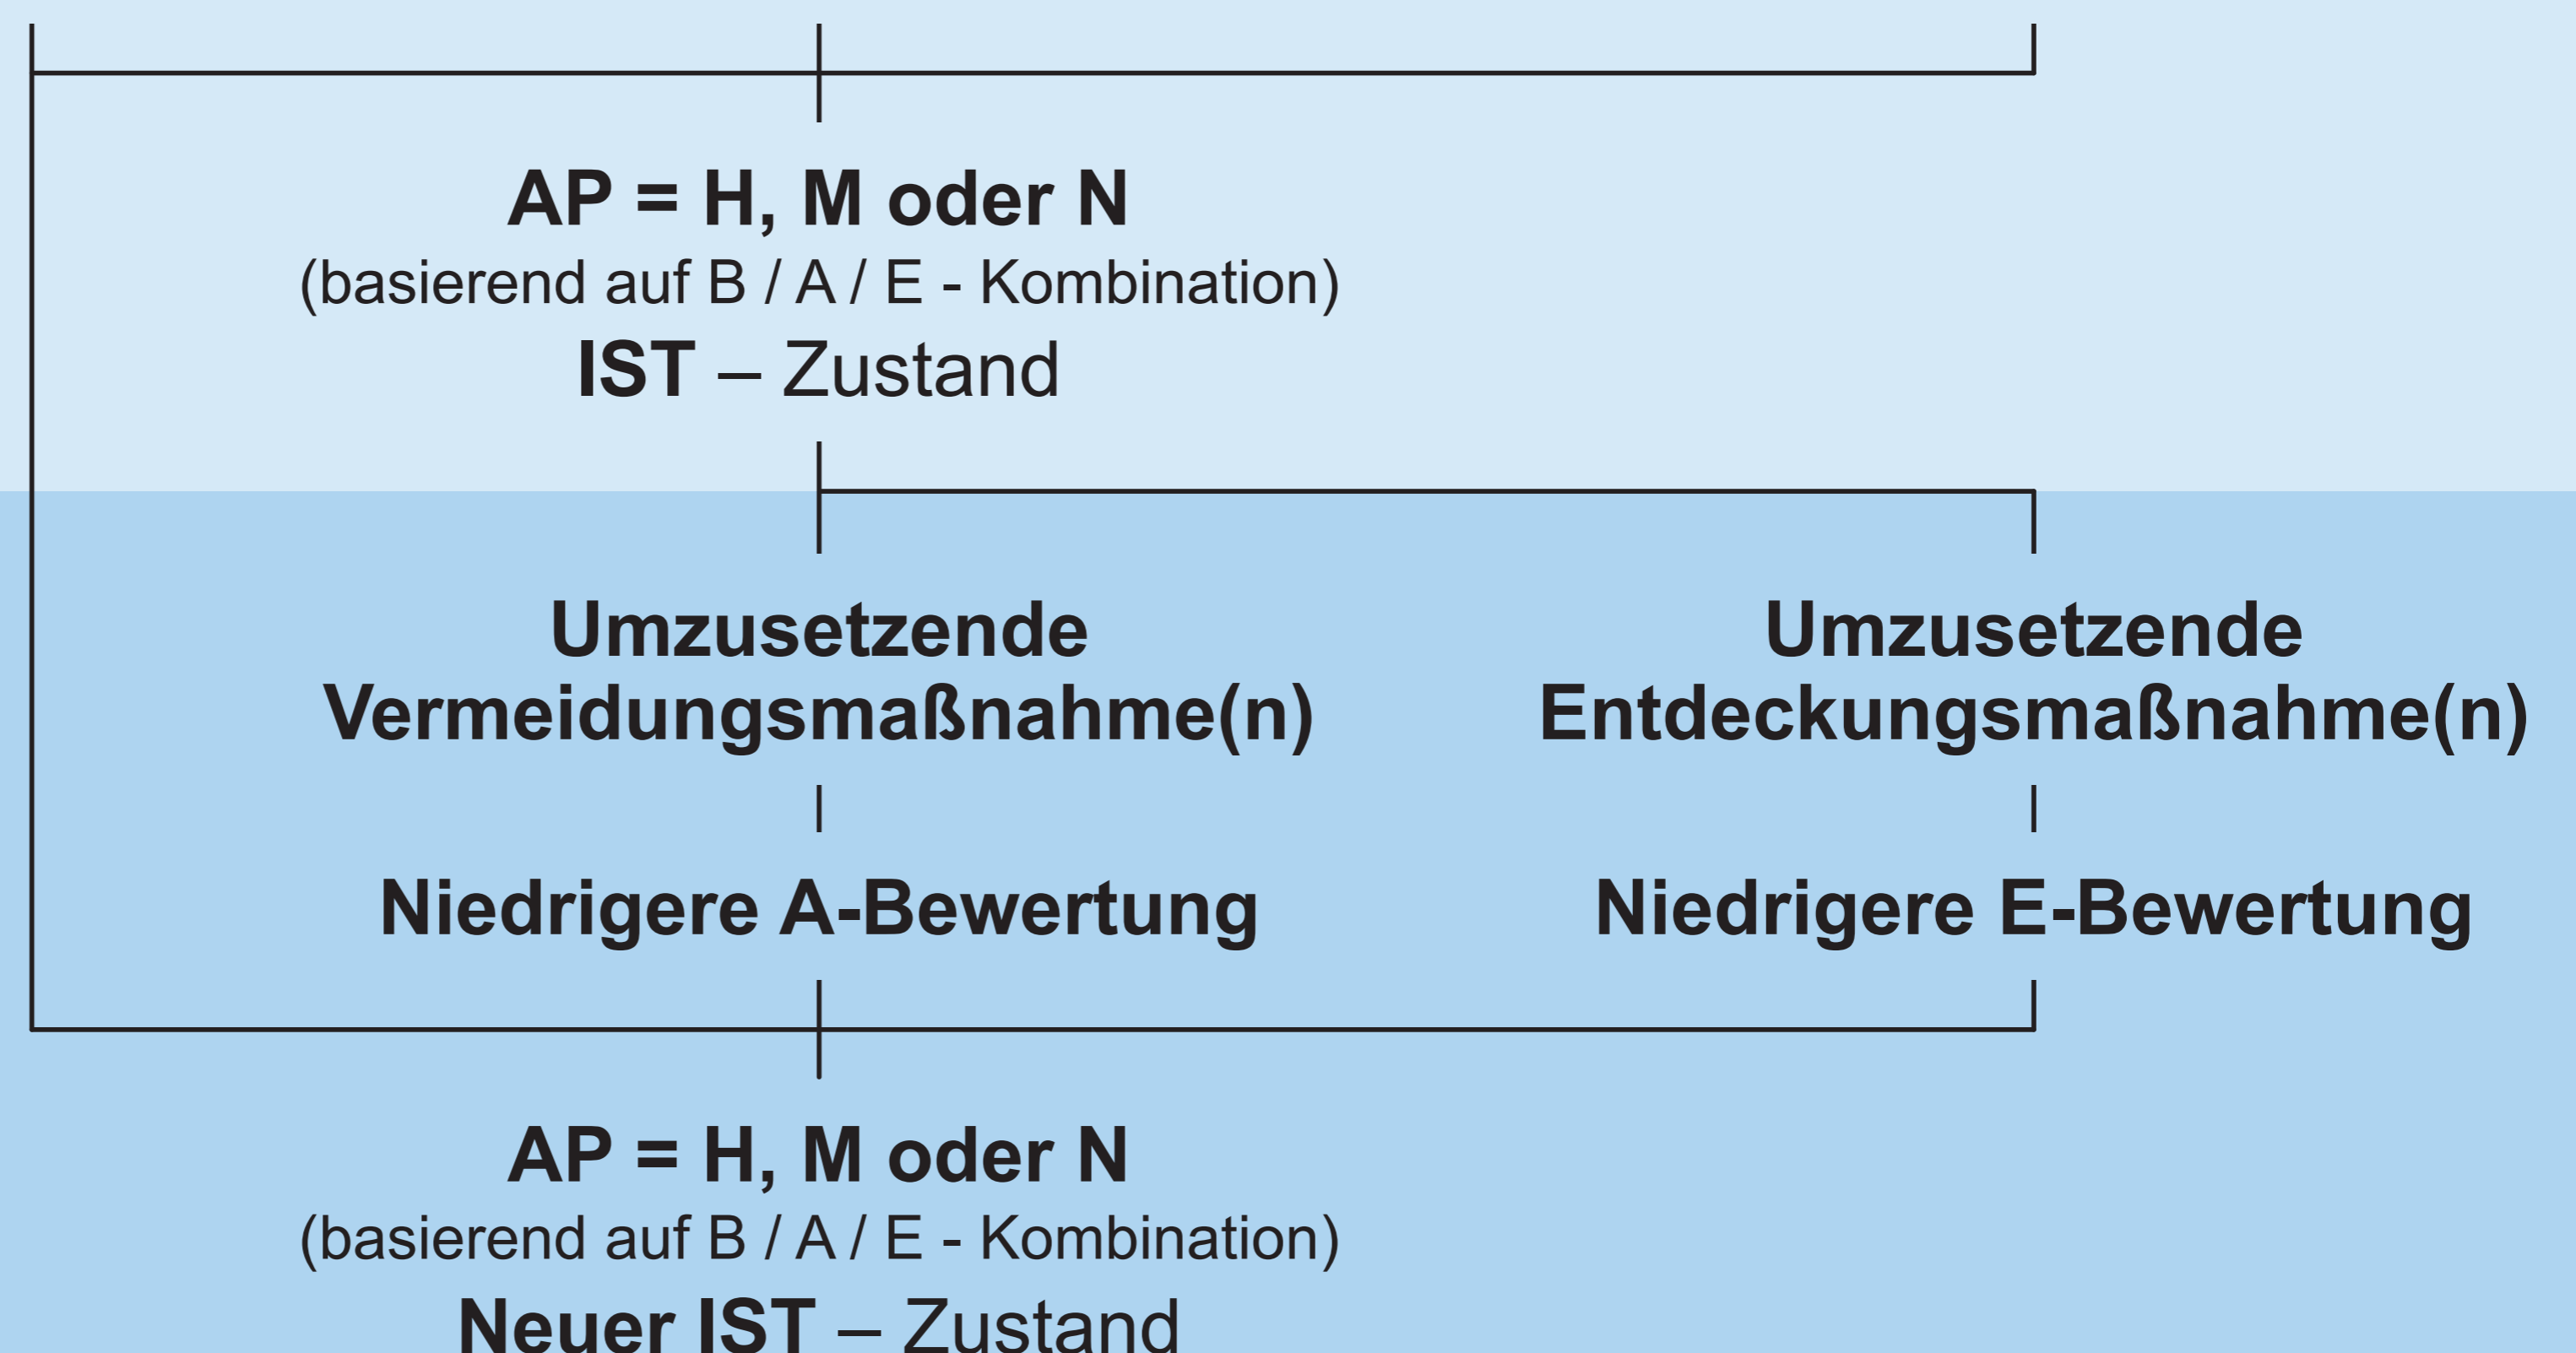 AP = H, M oder N
(basierend auf B / A / E - Kombination)
IST – Zustand
Umzusetzende
Vermeidungsmaßnahme(n)
Umzusetzende
Entdeckungsmaßnahme(n)
Niedrigere A-Bewertung
Niedrigere E-Bewertung
AP = H, M oder N
(basierend auf B / A / E - Kombination)
Neuer IST – Zustand